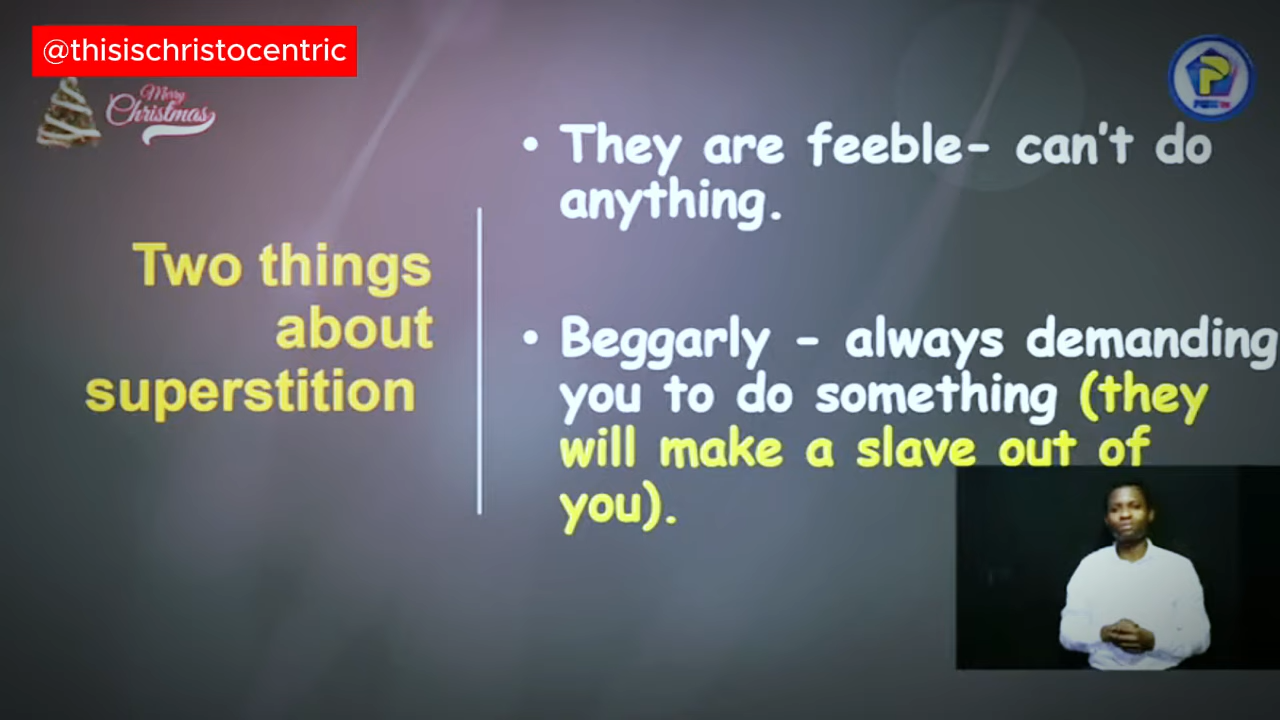 @thisischristocentric
Merry
Christmas
P
Two things
about
superstition
• They are feeble- can't do
anything.
• Beggarly - always demanding
you to do something (they
will make a slave out of
you).